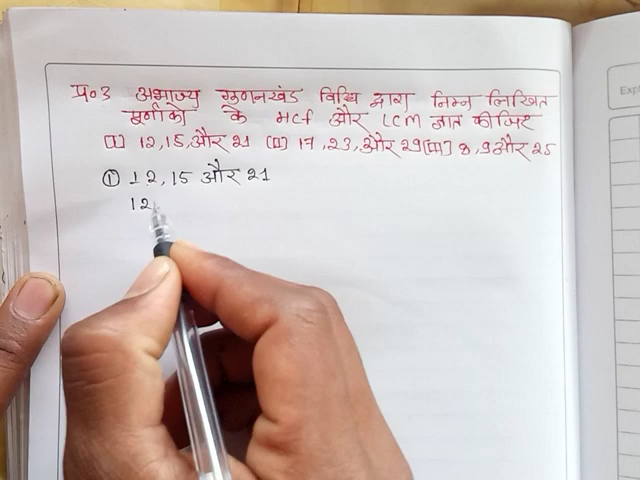 प्र०3 अभाज्य गुणनखंड विधि द्वारा निम्न लिखित
पूर्णाको के HCF और LCM ज्ञात कीजिए
[I] 12,15,और 21 [II] 17,23,और 29 [III] 8,9 और 25
① 12,15 और 21
12
Expt